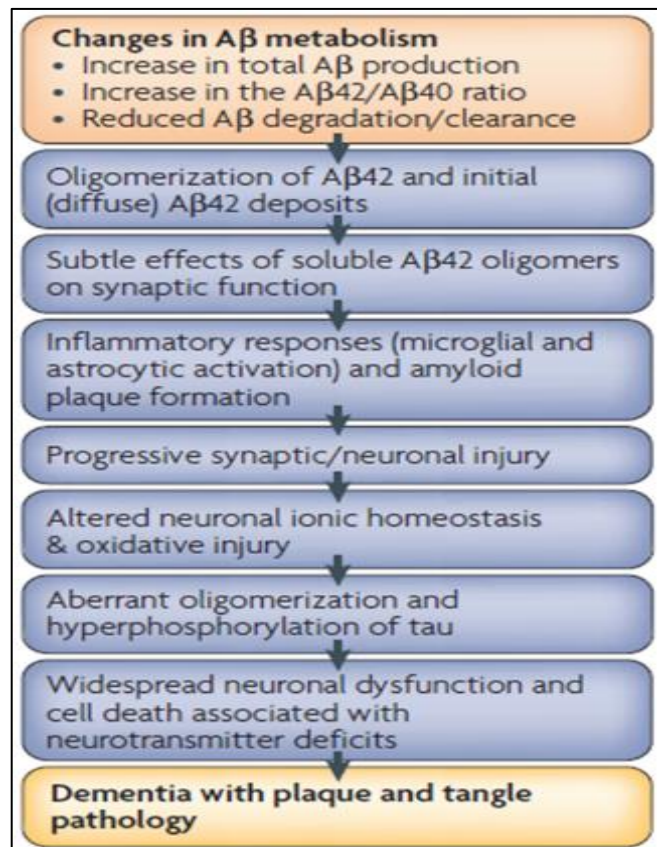 Changes in Aβ metabolism
• Increase in total Aβ production
• Increase in the Aβ42/Aβ40 ratio
• Reduced Aβ degradation/clearance
Oligomerization of Aβ42 and initial
(diffuse) Aβ42 deposits
Subtle effects of soluble Aβ42 oligomers
on synaptic function
Inflammatory responses (microglial and
astrocytic activation) and amyloid
plaque formation
Progressive synaptic/neuronal injury
Altered neuronal ionic homeostasis
& oxidative injury
Aberrant oligomerization and
hyperphosphorylation of tau
Widespread neuronal dysfunction and
cell death associated with
neurotransmitter deficits
Dementia with plaque and tangle
pathology